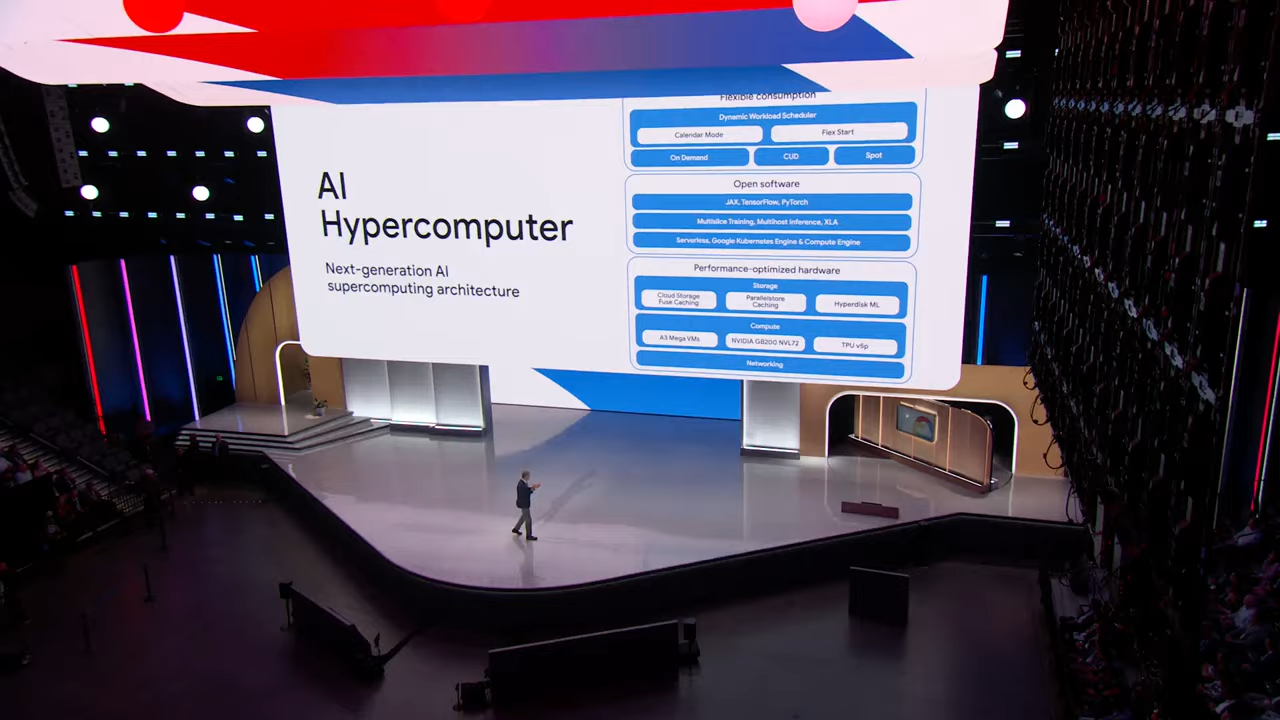 AI
Hypercomputer
Next-generation AI
supercomputing architecture
Flexible consumption
Dynamic Workload Scheduler
Calendar Mode
Flex Start
On Demand
CUD
Spot
Open software
JAX, TensorFlow, PyTorch
Multislice Training, Multihost Inference, XLA
Serverless, Google Kubernetes Engine & Compute Engine
Performance-optimized hardware
Storage
Cloud Storage
Fuse Caching
Parallelstore
Caching
Hyperdisk ML
Compute
A3 Mega VMs
NVIDIA GB200 NVL72
TPU v5p
Networking